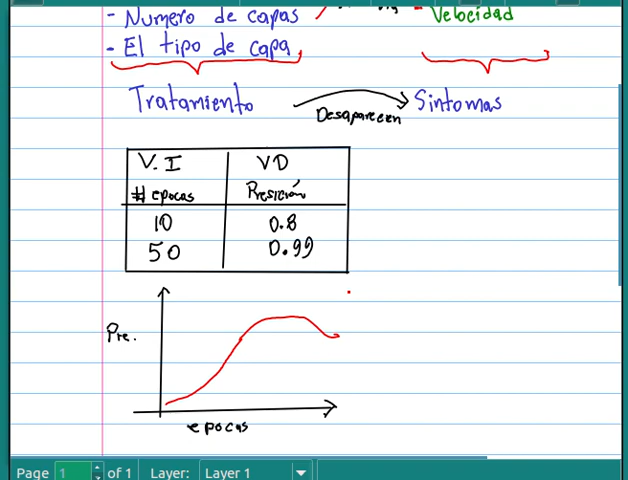 - Numero de capas
Velocidad
- El tipo de capa
Tratamiento Desaparecen Sintomas
V.I VD
# epocas Presición
10 0.8
50 0.99
Pre.
epocas
Page 1 of 1 Layer: Layer 1